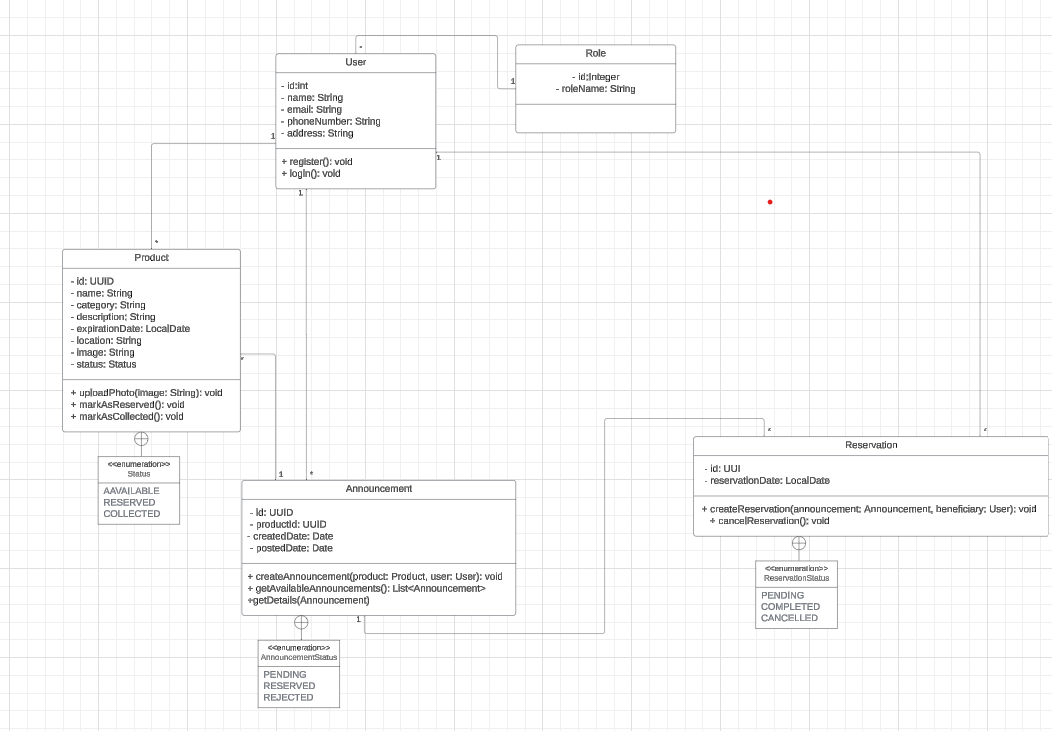 User
- id:int
- name: String
- email: String
- phoneNumber: String
- address: String
+ register(): void
+ login(): void
Role
- id:Integer
- roleName: String
*
1
1
1
1
*
Product
- id: UUID
- name: String
- category: String
- description: String
- expirationDate: LocalDate
- location: String
- image: String
- status: Status
+ uploadPhoto(image: String): void
+ markAsReserved(): void
+ markAsCollected(): void
<<enumeration>>
Status
AAVAILABLE
RESERVED
COLLECTED
*
1
*
Announcement
- id: UUID
- productId: UUID
- createdDate: Date
- postedDate: Date
+ createAnnouncement(product: Product, user: User): void
+ getAvailableAnnouncements(): List<Announcement>
+getDetails(Announcement)
1
<<enumeration>>
AnnouncementStatus
PENDING
RESERVED
REJECTED
*
*
Reservation
- id: UUI
- reservationDate: LocalDate
+ createReservation(announcement: Announcement, beneficiary: User): void
+ cancelReservation(): void
<<enumeration>>
ReservationStatus
PENDING
COMPLETED
CANCELLED